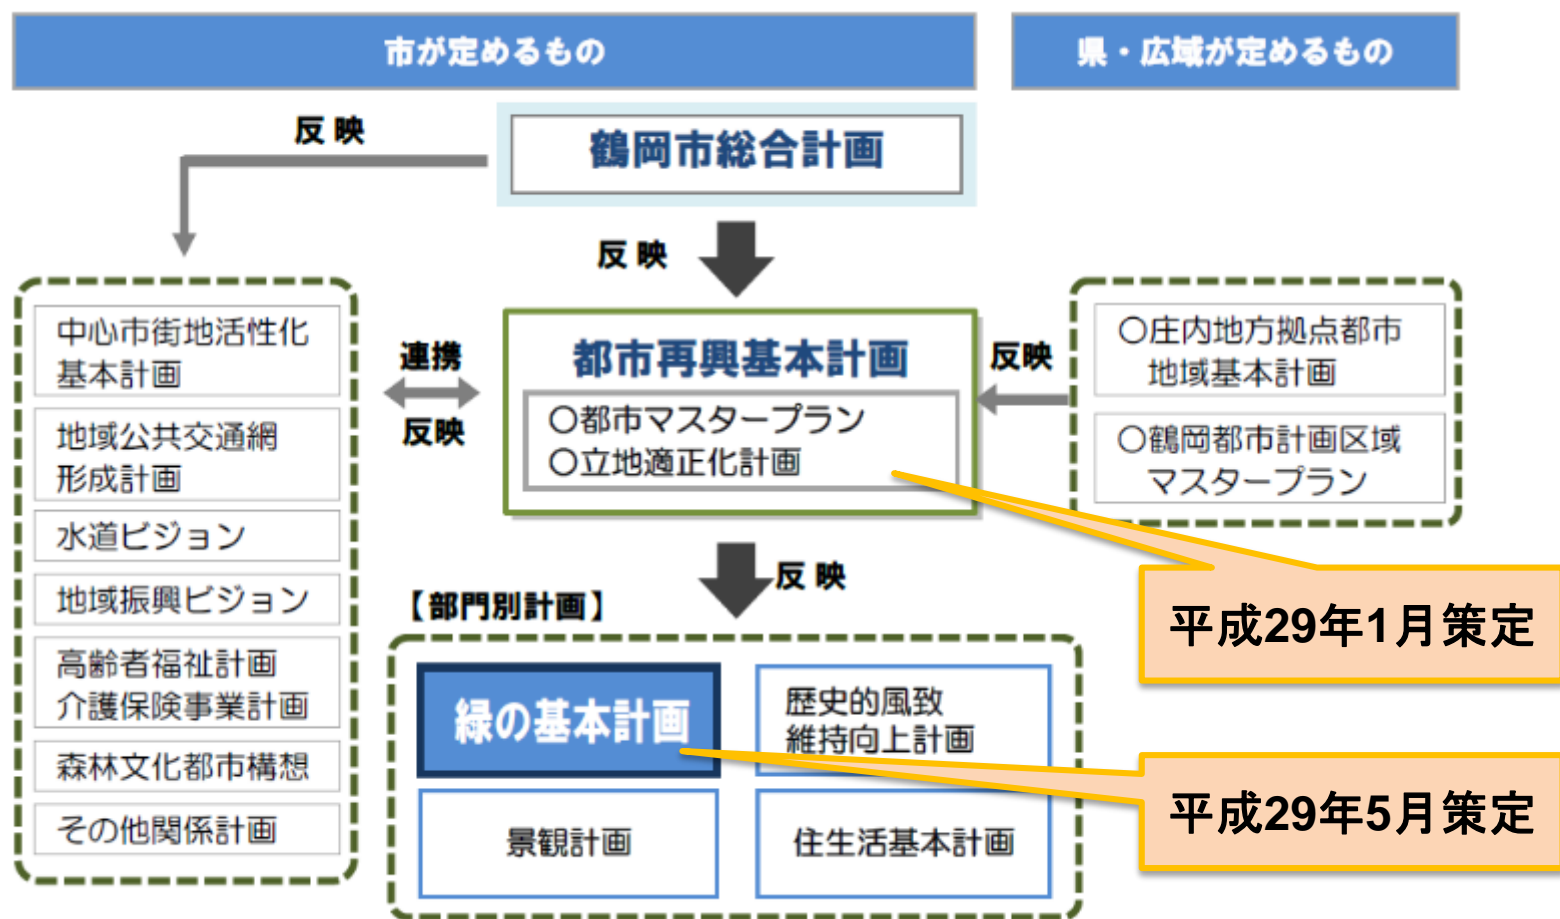 市が定めるもの
県・広域が定めるもの
反 映
鶴岡市総合計画
反 映
中心市街地活性化
基本計画
地域公共交通網
形成計画
水道ビジョン
地域振興ビジョン
高齢者福祉計画
介護保険事業計画
森林文化都市構想
その他関係計画
連携
反映
都市再興基本計画
〇都市マスタープラン
〇立地適正化計画
反映
〇庄内地方拠点都市
地域基本計画
〇鶴岡都市計画区域
マスタープラン
平成29年1月策定
反 映
【部門別計画】
緑の基本計画
歴史的風致
維持向上計画
景観計画
住生活基本計画
平成29年5月策定